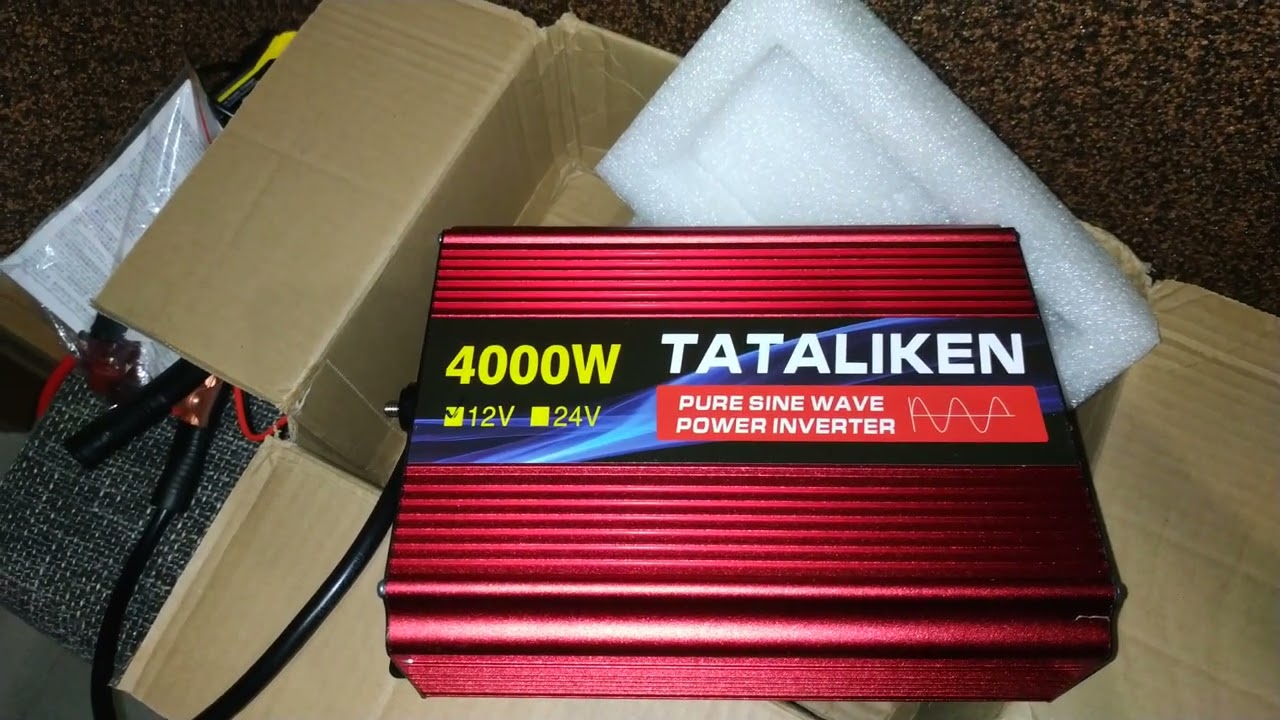 4000W
12V 24V
TATALIKEN
PURE SINE WAVE
POWER INVERTER